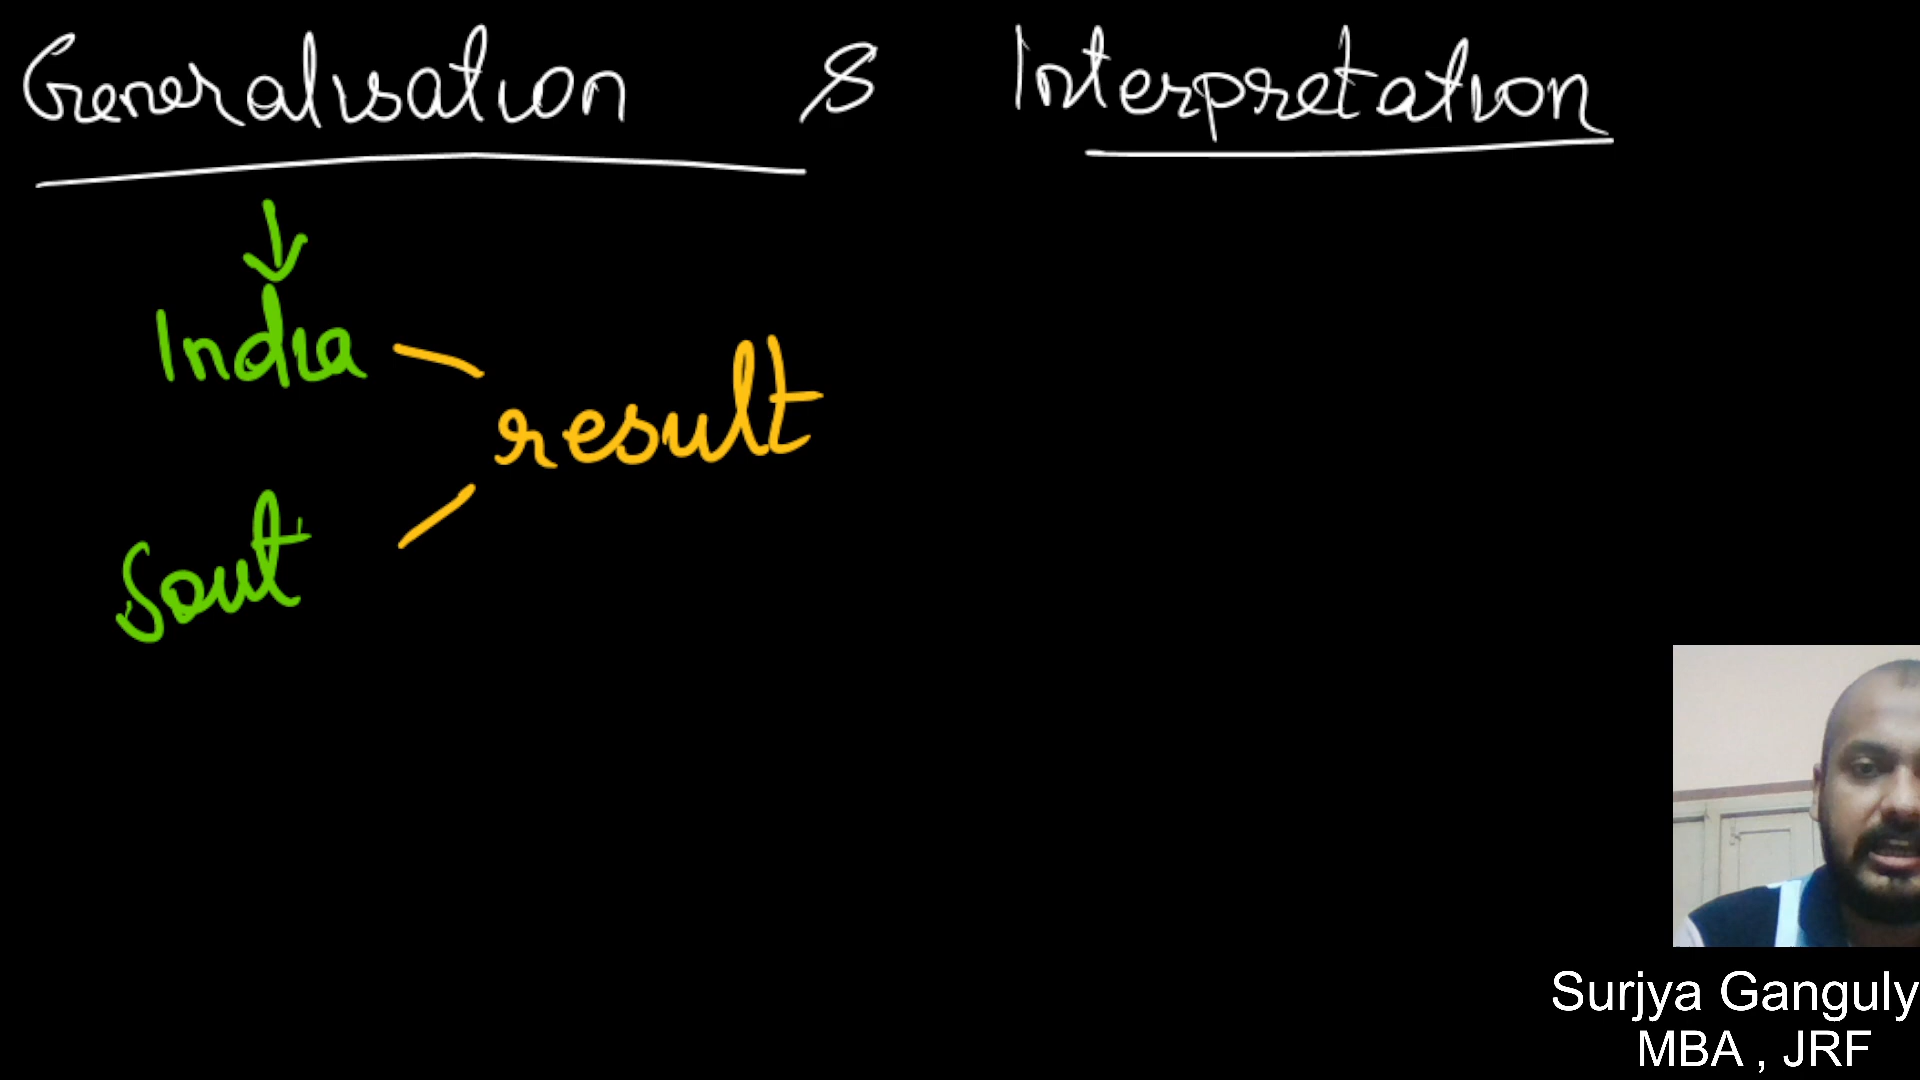 Generalisation & Interpretation
India
result
Sout
Surjya Ganguly
MBA , JRF